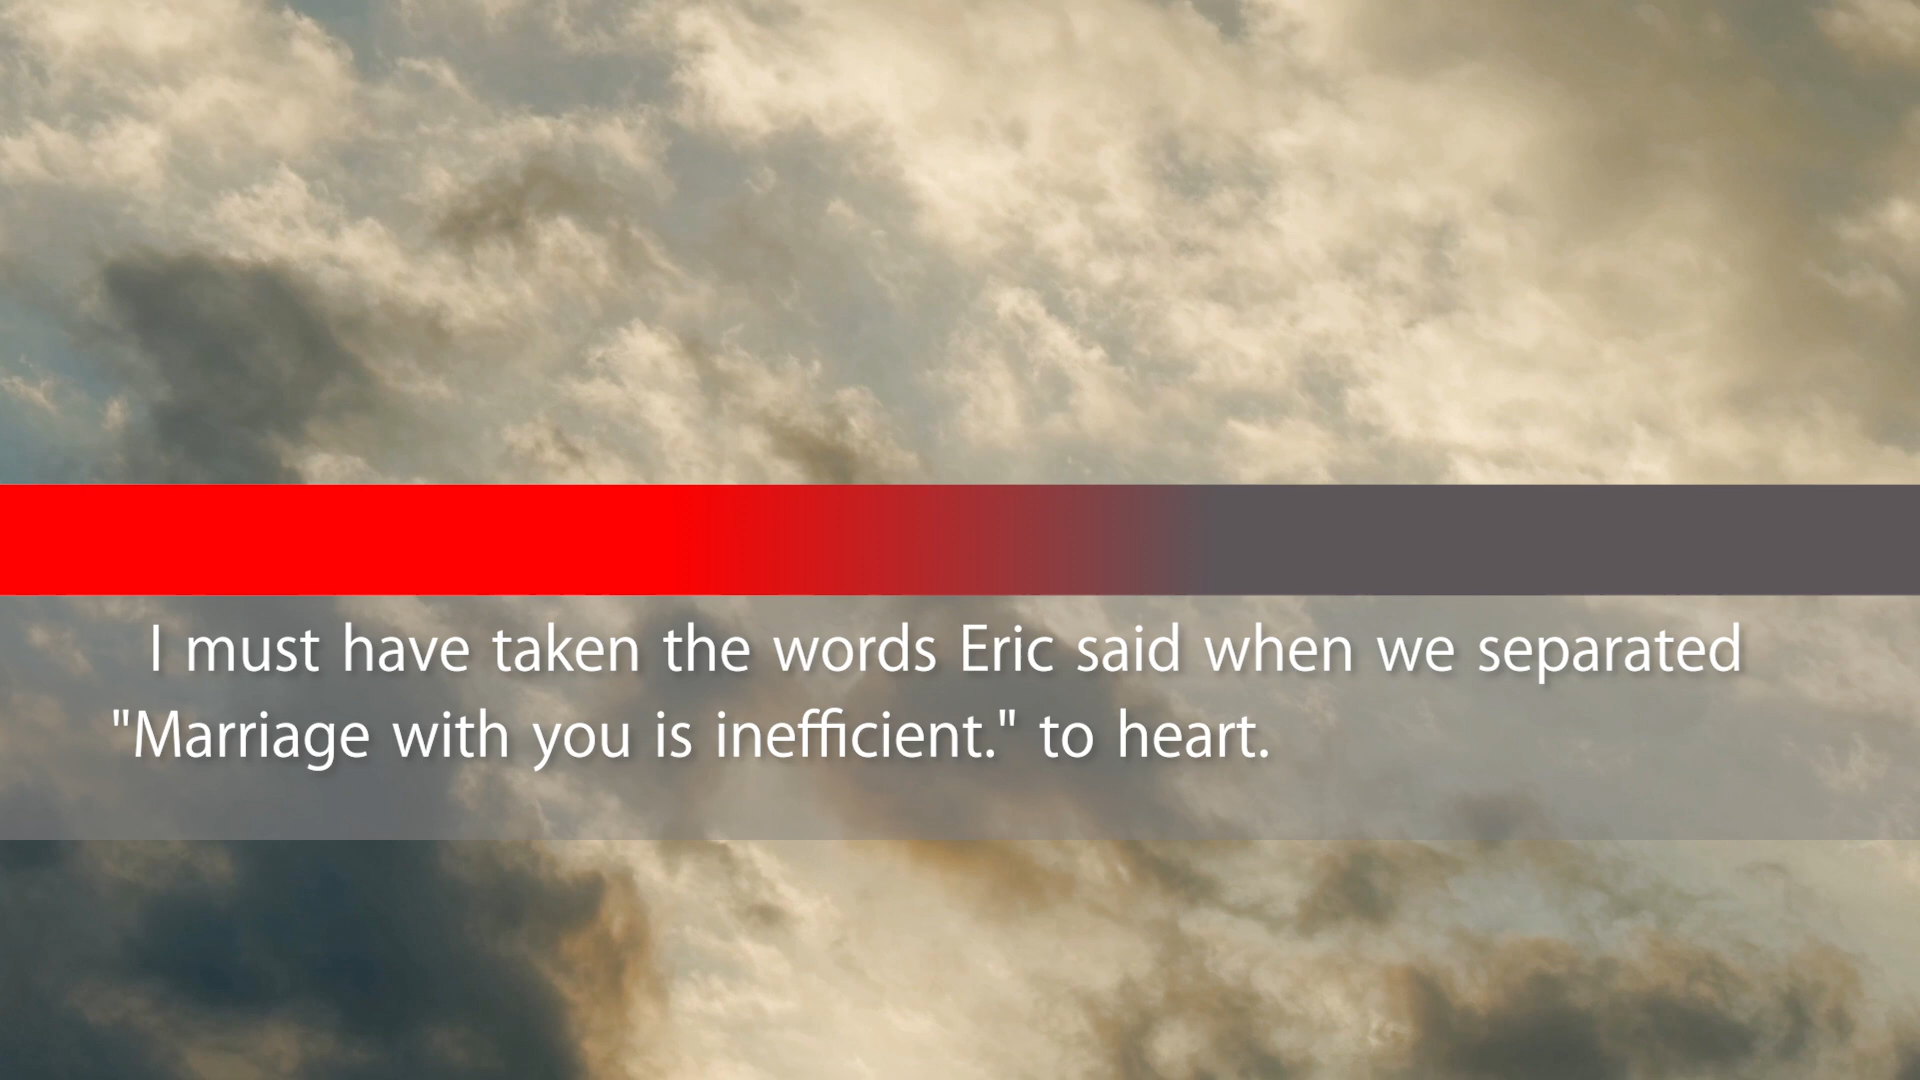 I must have taken the words Eric said when we separated
"Marriage with you is inefficient." to heart.